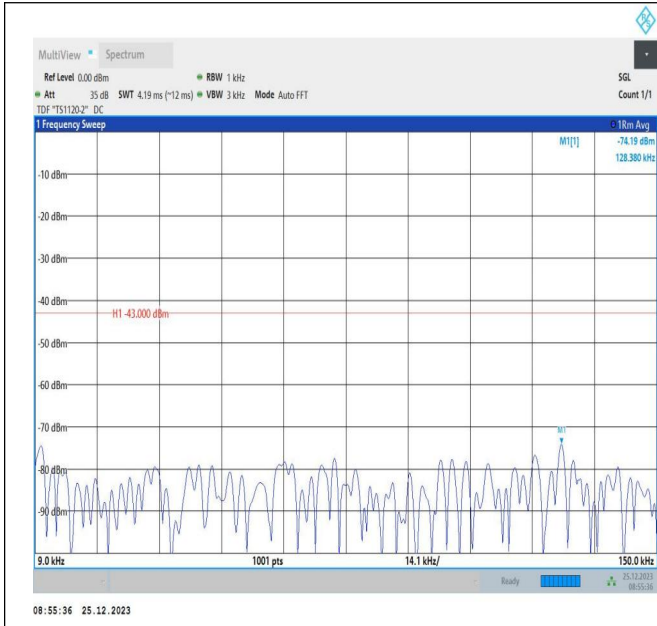 MultiView Spectrum
Ref Level 0.00 dBm RBW 1 kHz SGL
Att 35 dB SWT 4.19 ms (~12 ms) VBW 3 kHz Mode Auto FFT Count 1/1
TDF "TS1120-2" DC
1 Frequency Sweep 1Rm Avg
M1[1] -74.19 dBm
128.380 kHz
-10 dBm
-20 dBm
-30 dBm
-40 dBm
H1 -43.000 dBm
-50 dBm
-60 dBm
-70 dBm
M1
-80 dBm
-90 dBm
9.0 kHz 1001 pts 14.1 kHz/ 150.0 kHz
Ready 25.12.2023
08:55:36
08:55:36 25.12.2023